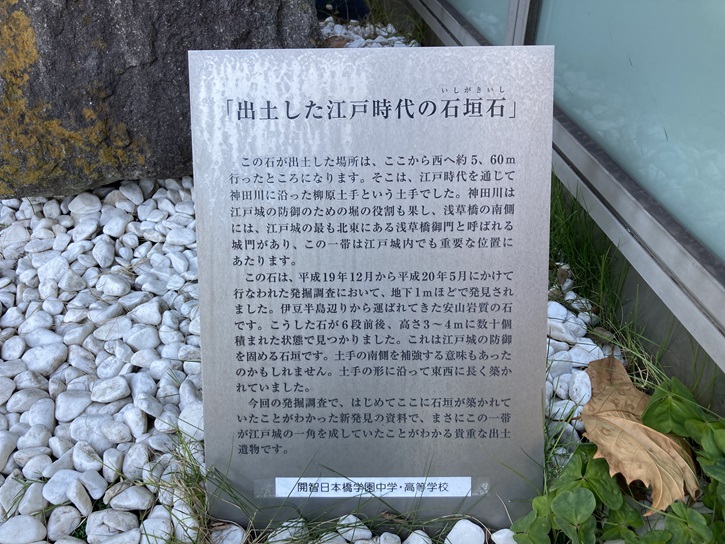 いしがきいし
「出土した江戸時代の石垣石」
この石が出土した場所は、ここから西へ約5、60m
行ったところになります。そこは、江戸時代を通じて
神田川に沿った柳原土手という土手でした。神田川は
江戸城の防御のための堀の役割も果し、浅草橋の南側
には、江戸城の最も北東にある浅草橋御門と呼ばれる
城門があり、この一帯は江戸城内でも重要な位置に
あたります。
この石は、平成19年12月から平成20年5月にかけて
行なわれた発掘調査において、地下1mほどで発見され
ました。伊豆半島辺りから運ばれてきた安山岩質の石
です。こうした石が6段前後、高さ3〜4mに数十個
積まれた状態で見つかりました。これは江戸城の防御
を固める石垣です。土手の南側を補強する意味もあった
のかもしれません。土手の形に沿って東西に長く築か
れていました。
今回の発掘調査で、はじめてここに石垣が築かれて
いたことがわかった新発見の資料で、まさにこの一帯
が江戸城の一角を成していたことがわかる貴重な出土
遺物です。
開智日本橋学園中学・高等学校